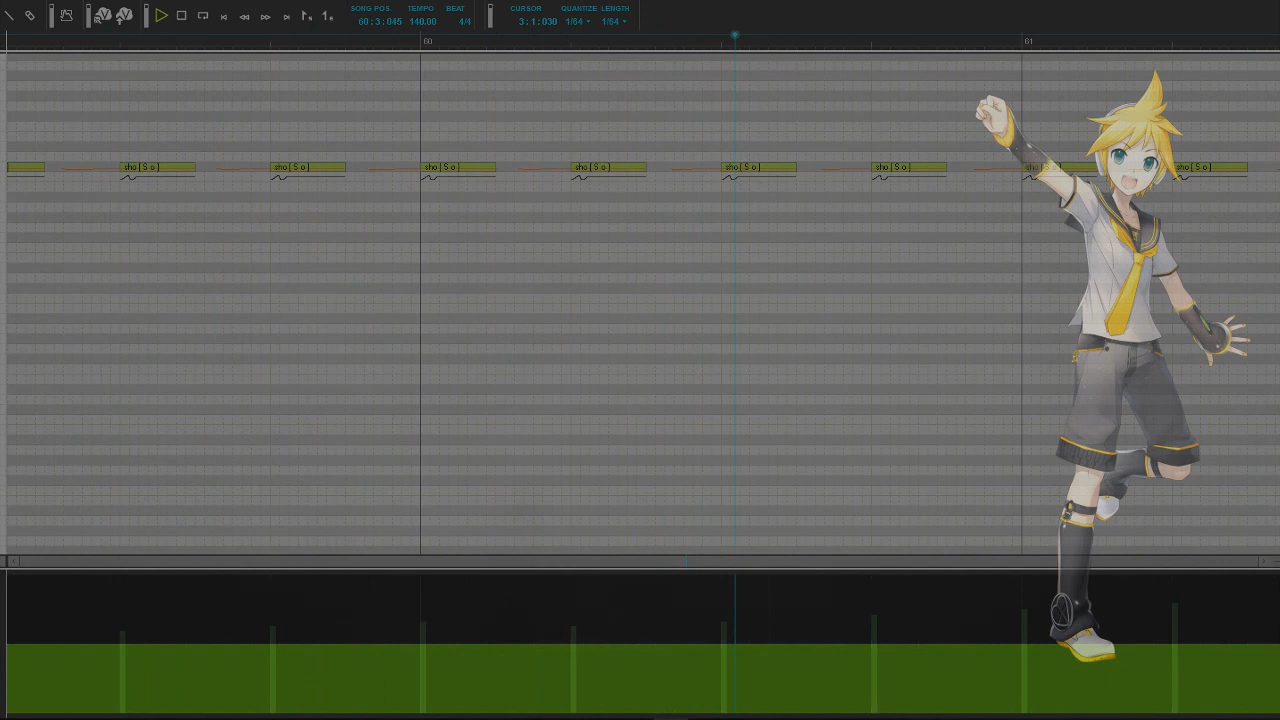 SONG POS. TEMPO BEAT CURSOR QUANTIZE LENGTH
60:3:045 140.00 4/4 3:1:030 1/64 1/64
60 61
sho [ S o ] sho [ S o ] sho [ S o ] sho [ S o ] sho [ S o ] sho [ S o ] sho [ S o ]